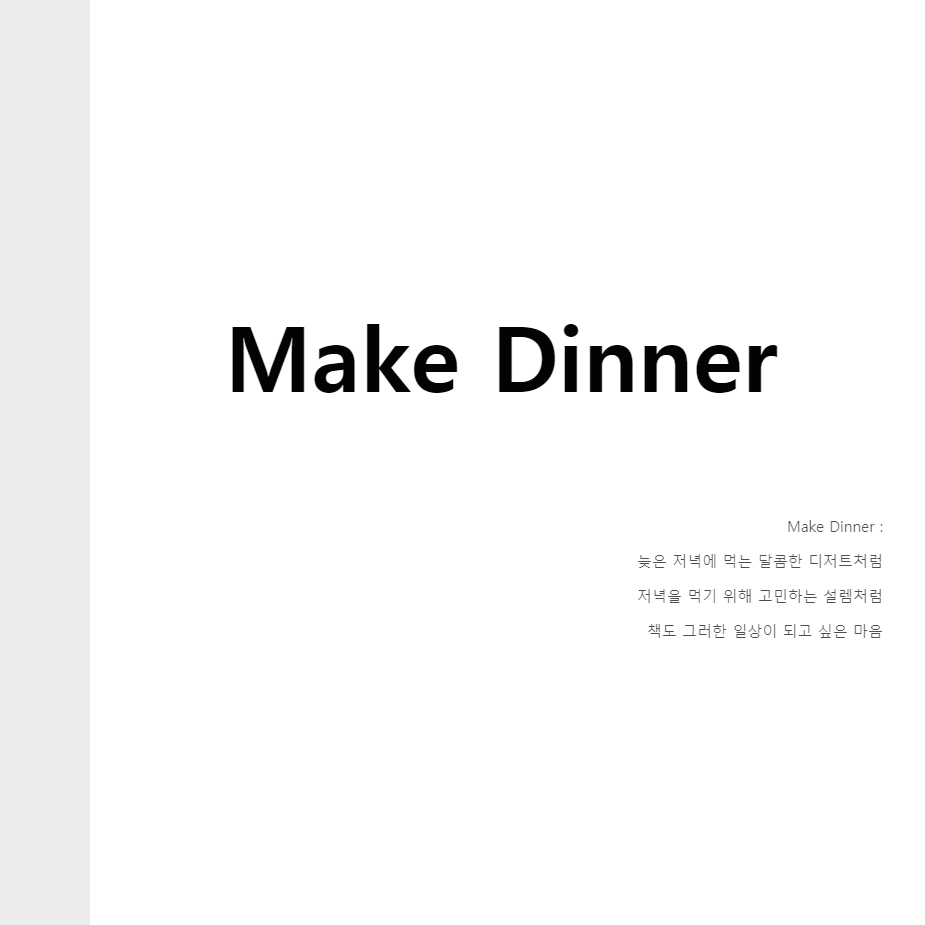 Make Dinner
Make Dinner :
늦은 저녁에 먹는 달콤한 디저트처럼
저녁을 먹기 위해 고민하는 설렘처럼
책도 그러한 일상이 되고 싶은 마음